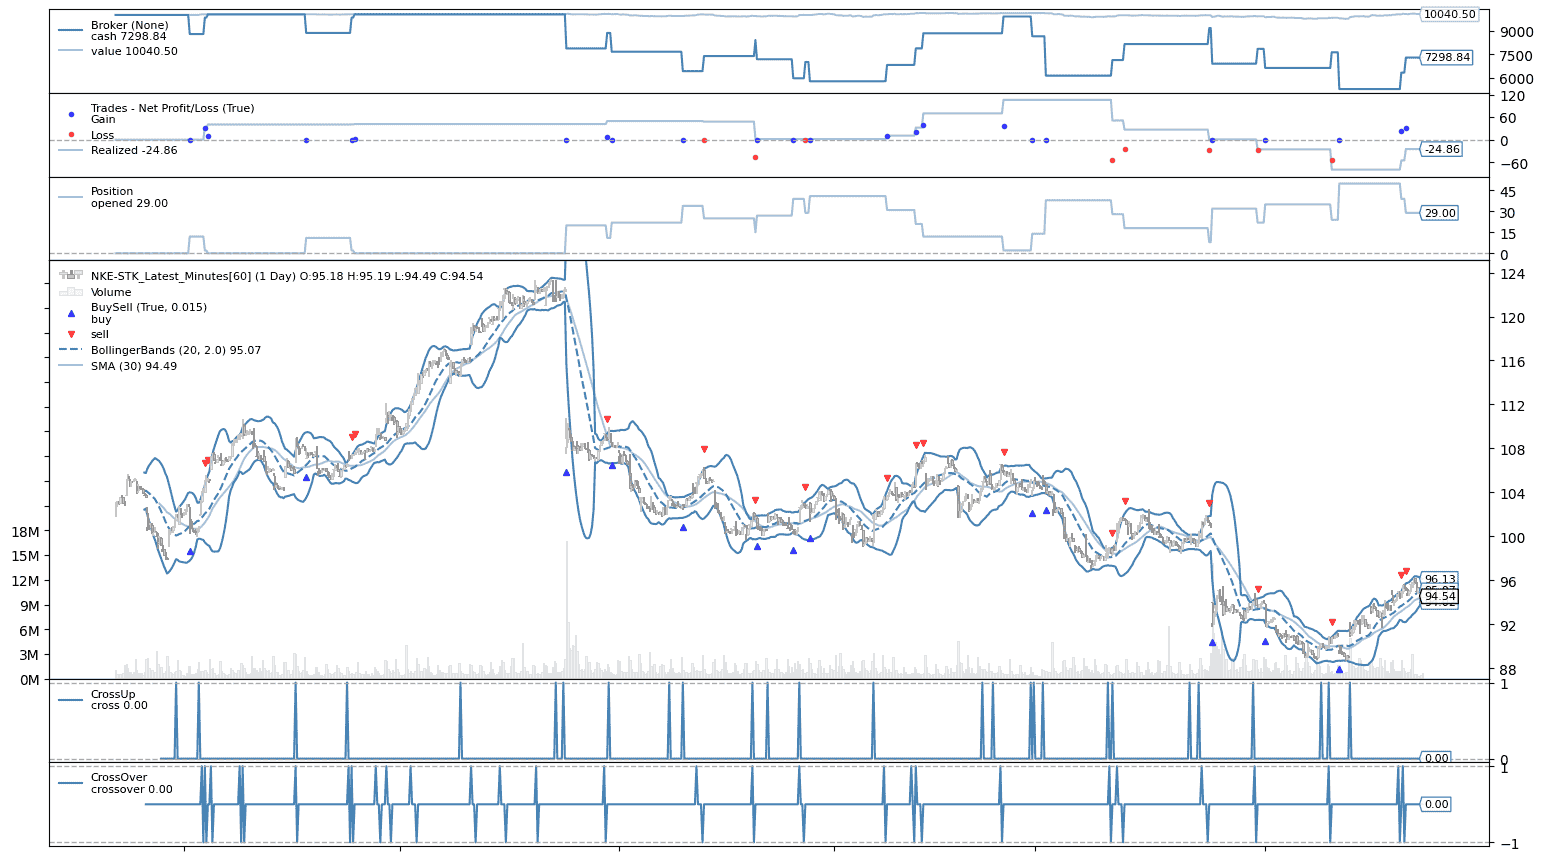 Broker (None)
cash 7298.84
value 10040.50
10040.50
9000
7500
7298.84
6000
Trades - Net Profit/Loss (True)
Gain
Loss
Realized -24.86
120
60
0
-24.86
−60
Position
opened 29.00
45
30
29.00
15
0
NKE-STK_Latest_Minutes[60] (1 Day) O:95.18 H:95.19 L:94.49 C:94.54
Volume
BuySell (True, 0.015)
buy
sell
BollingerBands (20, 2.0) 95.07
SMA (30) 94.49
124
120
116
112
108
104
100
96
92
88
96.13
94.54
18M
15M
12M
9M
6M
3M
0M
CrossUp
cross 0.00
1
0.00
0
CrossOver
crossover 0.00
1
0.00
−1